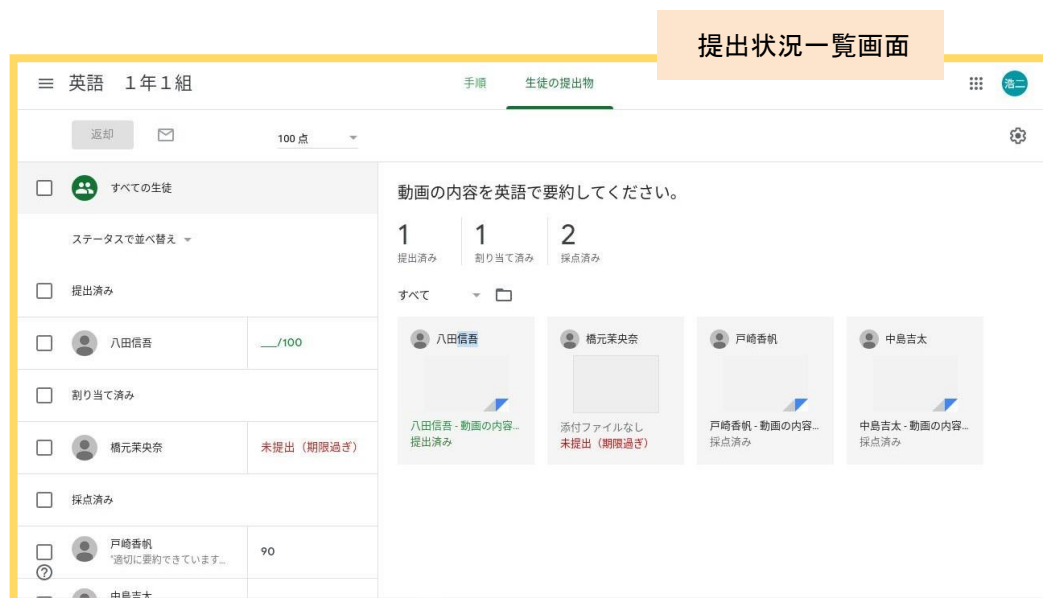 提出状況一覧画面
英語 1年1組
手順 生徒の提出物
浩二
返却
100 点
すべての生徒
ステータスで並べ替え
提出済み
八田信吾 __/100
割り当て済み
橋元茉央奈 未提出（期限過ぎ）
採点済み
戸崎香帆 90
"適切に要約できています...
中島吉太
動画の内容を英語で要約してください。
1 1 2
提出済み 割り当て済み 採点済み
すべて
八田信吾
八田信吾 - 動画の内容...
提出済み
橋元茉央奈
添付ファイルなし
未提出（期限過ぎ）
戸崎香帆
戸崎香帆 - 動画の内容...
採点済み
中島吉太
中島吉太 - 動画の内容...
採点済み